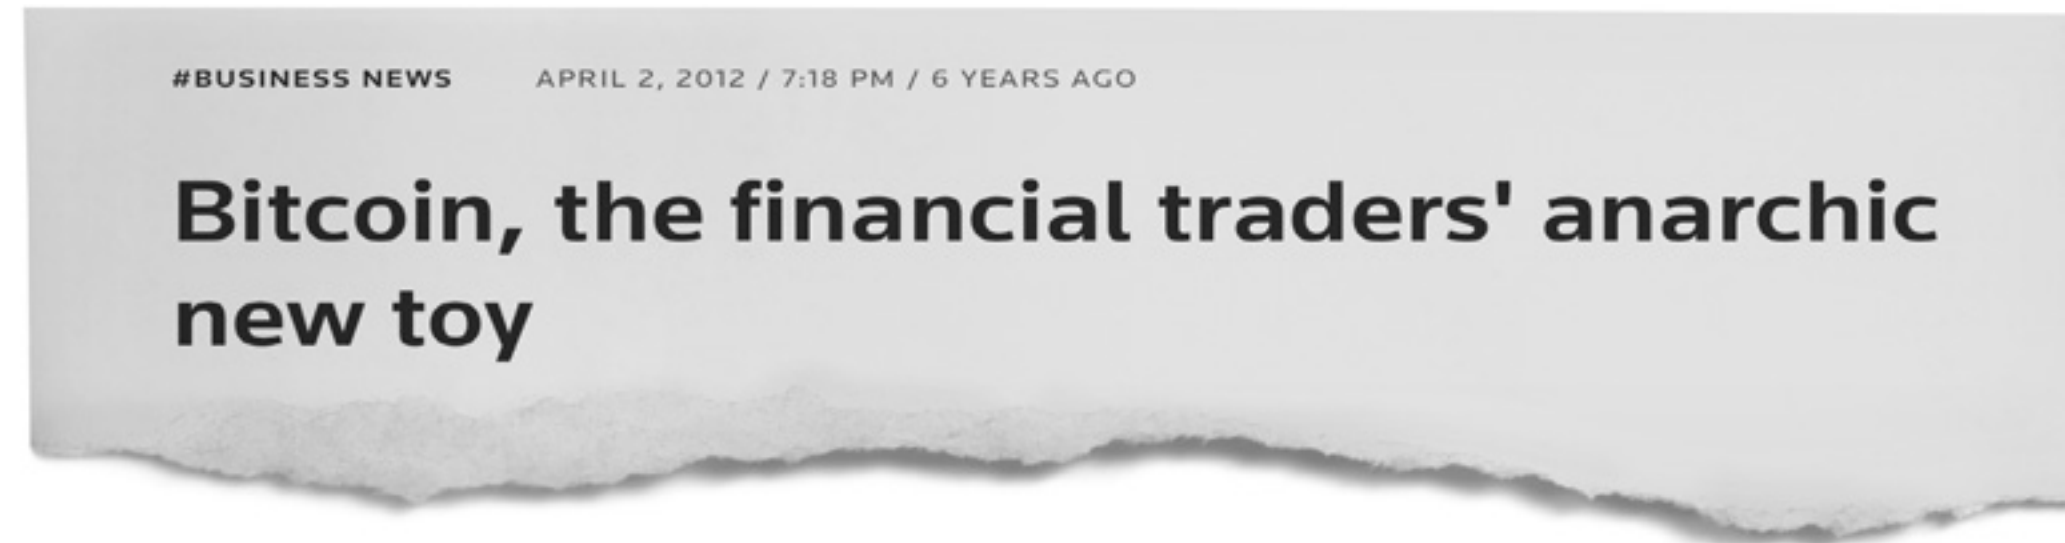 #BUSINESS NEWS APRIL 2, 2012 / 7:18 PM / 6 YEARS AGO
Bitcoin, the financial traders' anarchic
new toy